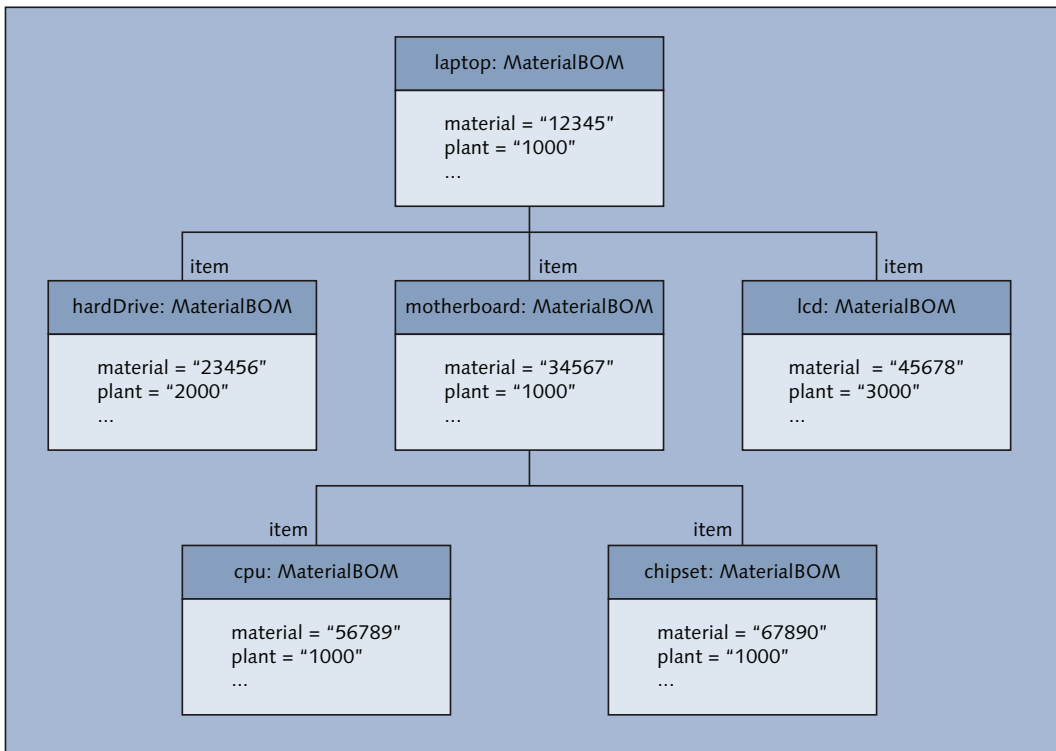 laptop: MaterialBOM
material = “12345”
plant = “1000”
...
item
item
item
hardDrive: MaterialBOM
material = “23456”
plant = “2000”
...
motherboard: MaterialBOM
material = “34567”
plant = “1000”
...
lcd: MaterialBOM
material = “45678”
plant = “3000”
...
item
item
cpu: MaterialBOM
material = “56789”
plant = “1000”
...
chipset: MaterialBOM
material = “67890”
plant = “1000”
...